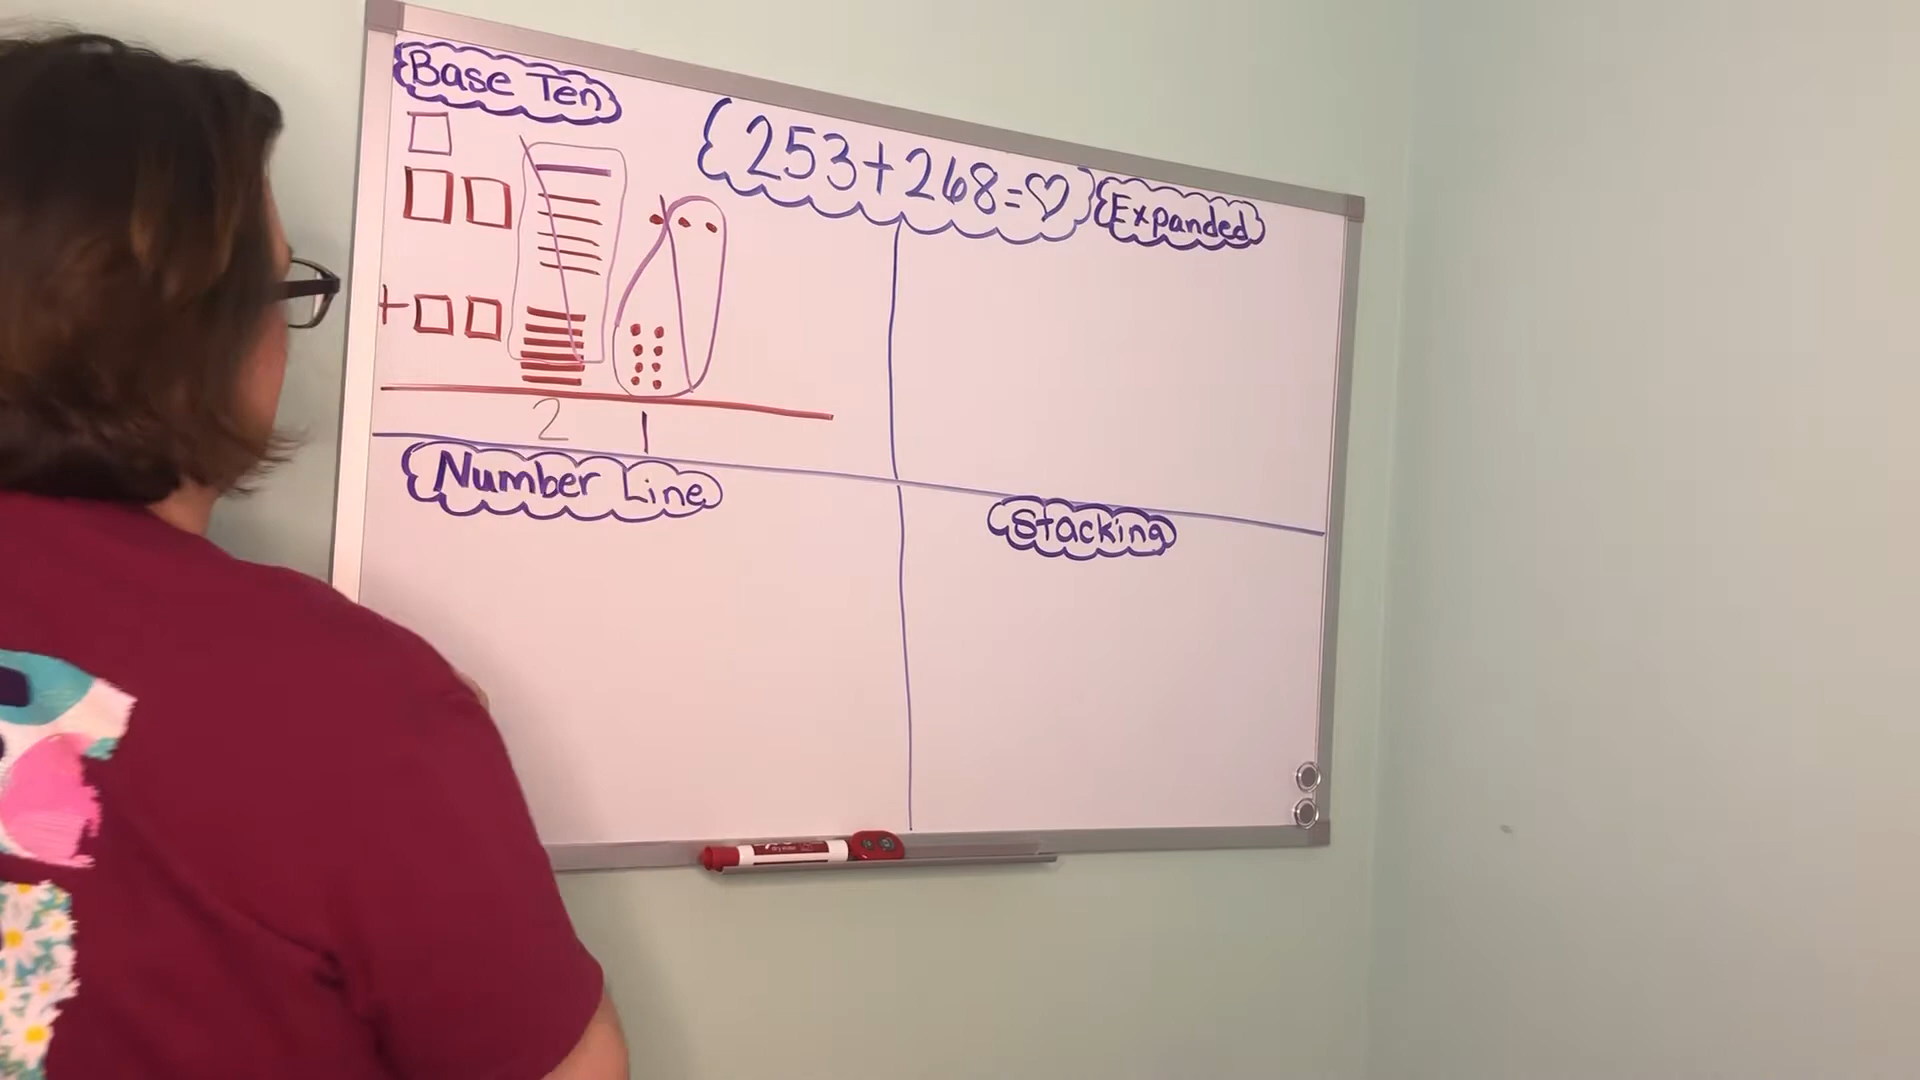 Base Ten
253+268=♡
Expanded
+
2 1
Number Line
Stacking